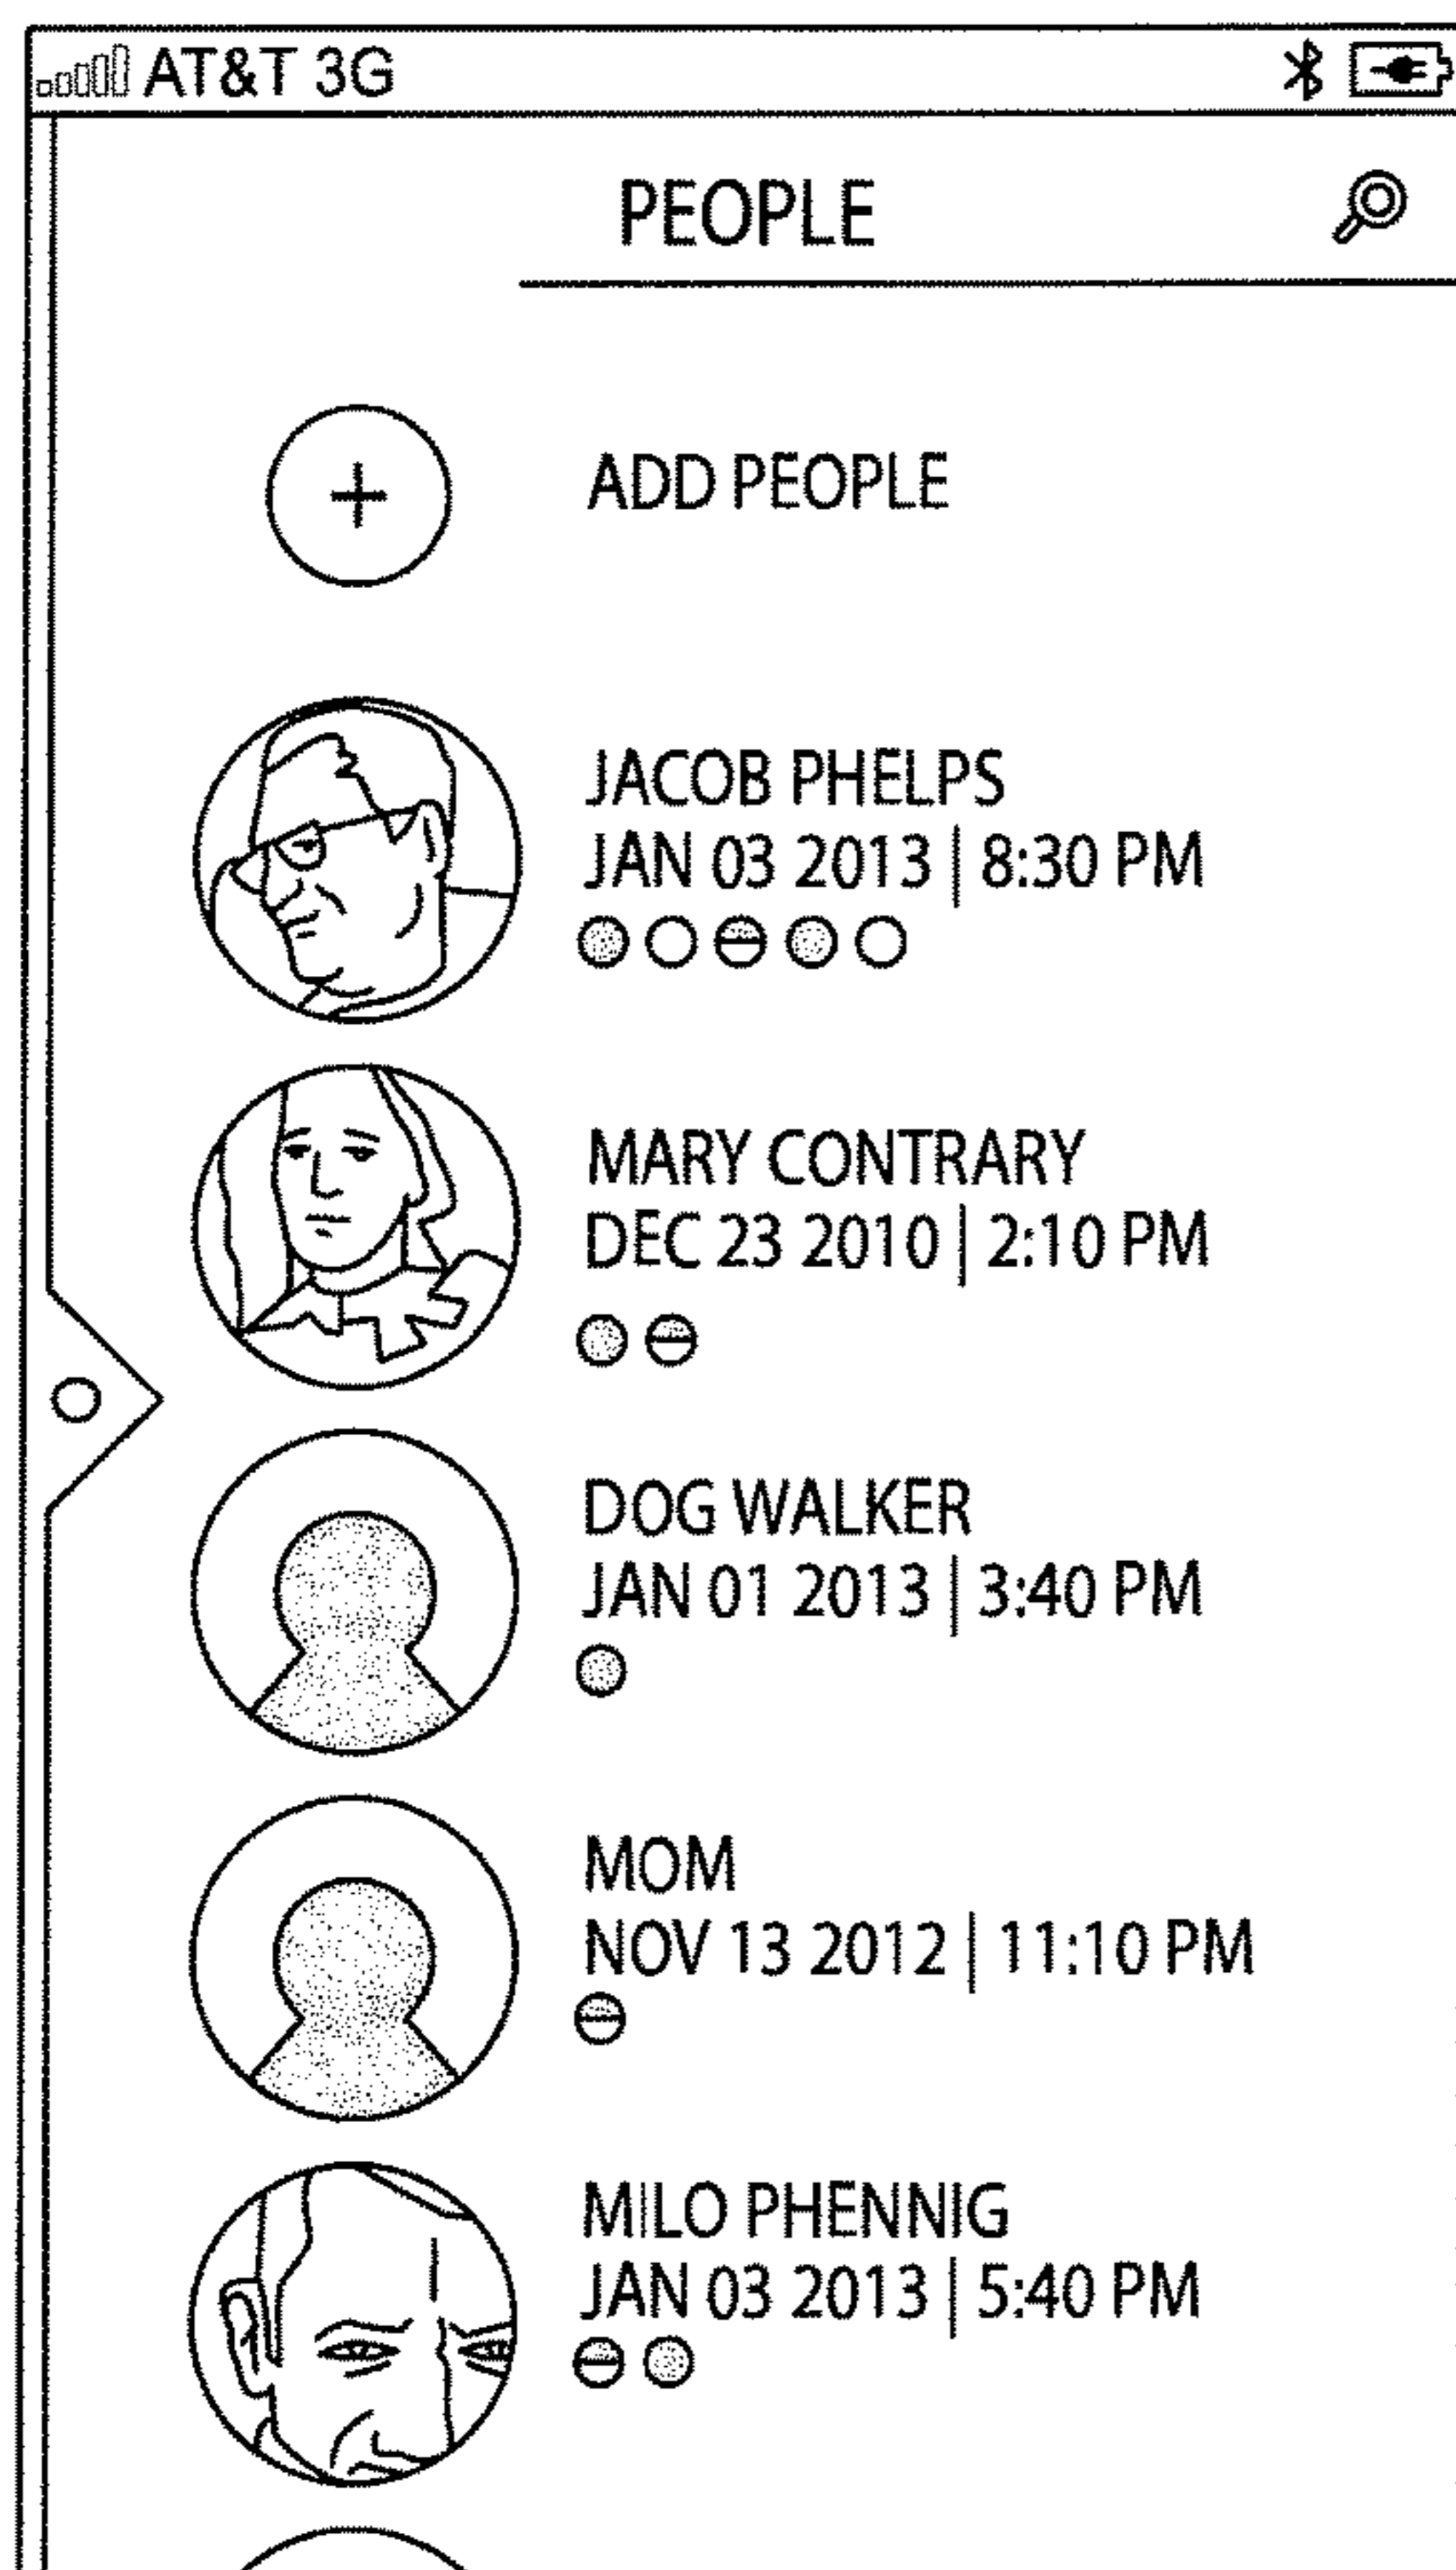 AT&T 3G
PEOPLE
ADD PEOPLE
JACOB PHELPS
JAN 03 2013 | 8:30 PM
MARY CONTRARY
DEC 23 2010 | 2:10 PM
DOG WALKER
JAN 01 2013 | 3:40 PM
MOM
NOV 13 2012 | 11:10 PM
MILO PHENNIG
JAN 03 2013 | 5:40 PM